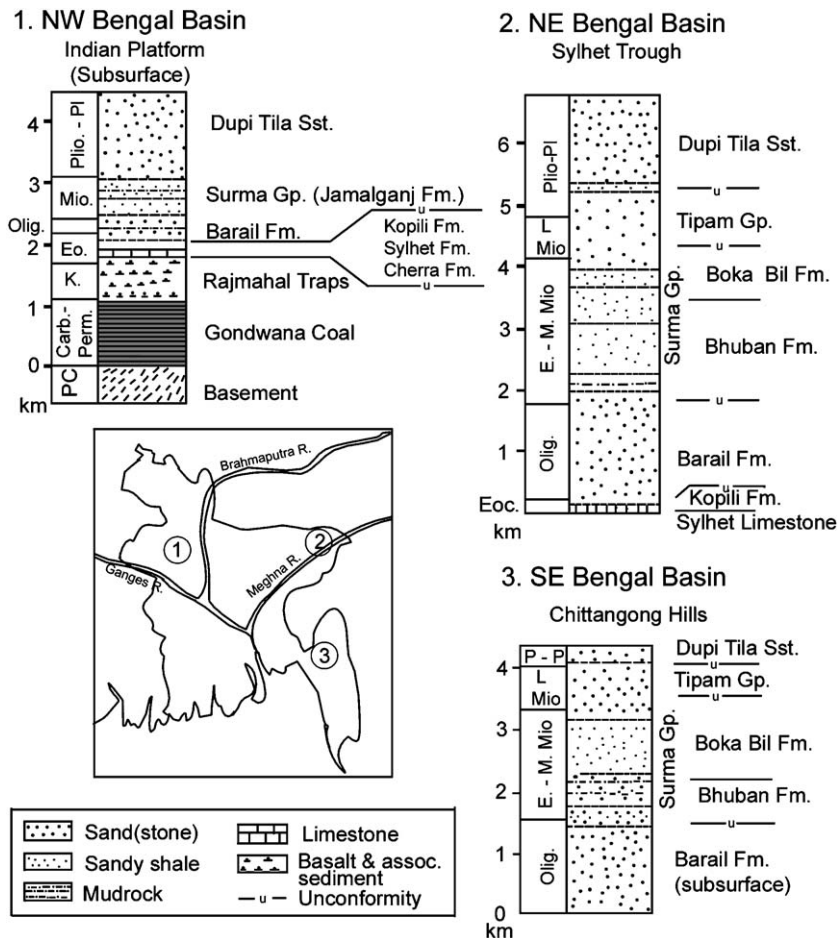 1. NW Bengal Basin
Indian Platform
(Subsurface)
4
3
2
1
0
km
Plio. - Pl
Mio.
Olig.
Eo.
K.
Carb.-
Perm.
PC
Dupi Tila Sst.
Surma Gp. (Jamalganj Fm.)
u
Barail Fm.
Kopili Fm.
Sylhet Fm.
Cherra Fm.
u
Rajmahal Traps
Gondwana Coal
Basement
2. NE Bengal Basin
Sylhet Trough
6
5
4
3
2
1
km
Plio-Pl
L
Mio
E. - M. Mio
Olig.
Eoc.
Dupi Tila Sst.
u
Tipam Gp.
u
Boka Bil Fm.
Surma Gp.
Bhuban Fm.
u
Barail Fm.
u
Kopili Fm.
Sylhet Limestone
Brahmaputra R.
Ganges R.
Meghna R.
1
2
3
3. SE Bengal Basin
Chittangong Hills
4
3
2
1
0
km
P - P
L
Mio
E. - M. Mio
Olig.
Dupi Tila Sst.
u
Tipam Gp.
u
Surma Gp.
Boka Bil Fm.
Bhuban Fm.
u
Barail Fm.
(subsurface)
Sand(stone)
Sandy shale
Mudrock
Limestone
Basalt & assoc.
sediment
u Unconformity